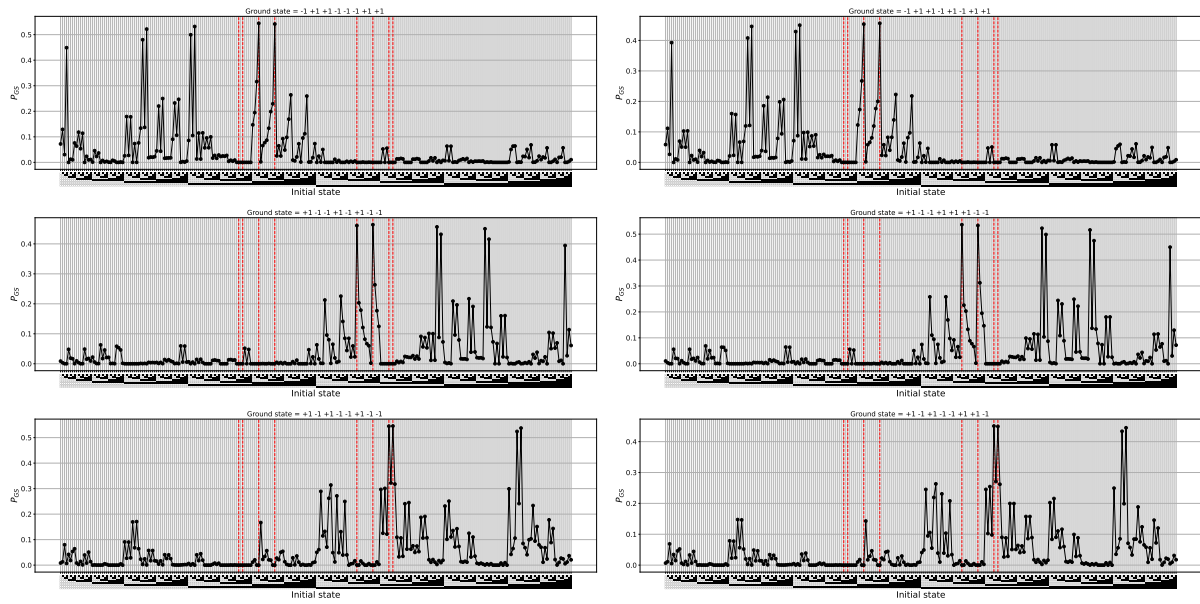 Ground state = -1 +1 +1 -1 -1 -1 +1 +1
0.5
0.4
0.3
0.2
0.1
0.0
P_GS
Initial state
Ground state = -1 +1 +1 -1 +1 -1 +1 +1
0.4
0.3
0.2
0.1
0.0
P_GS
Initial state
Ground state = +1 -1 -1 +1 -1 +1 -1 -1
0.4
0.3
0.2
0.1
0.0
P_GS
Initial state
Ground state = +1 -1 -1 +1 +1 +1 -1 -1
0.5
0.4
0.3
0.2
0.1
0.0
P_GS
Initial state
Ground state = +1 -1 +1 -1 -1 +1 -1 -1
0.5
0.4
0.3
0.2
0.1
0.0
P_GS
Initial state
Ground state = +1 -1 +1 -1 -1 +1 +1 -1
0.4
0.3
0.2
0.1
0.0
P_GS
Initial state